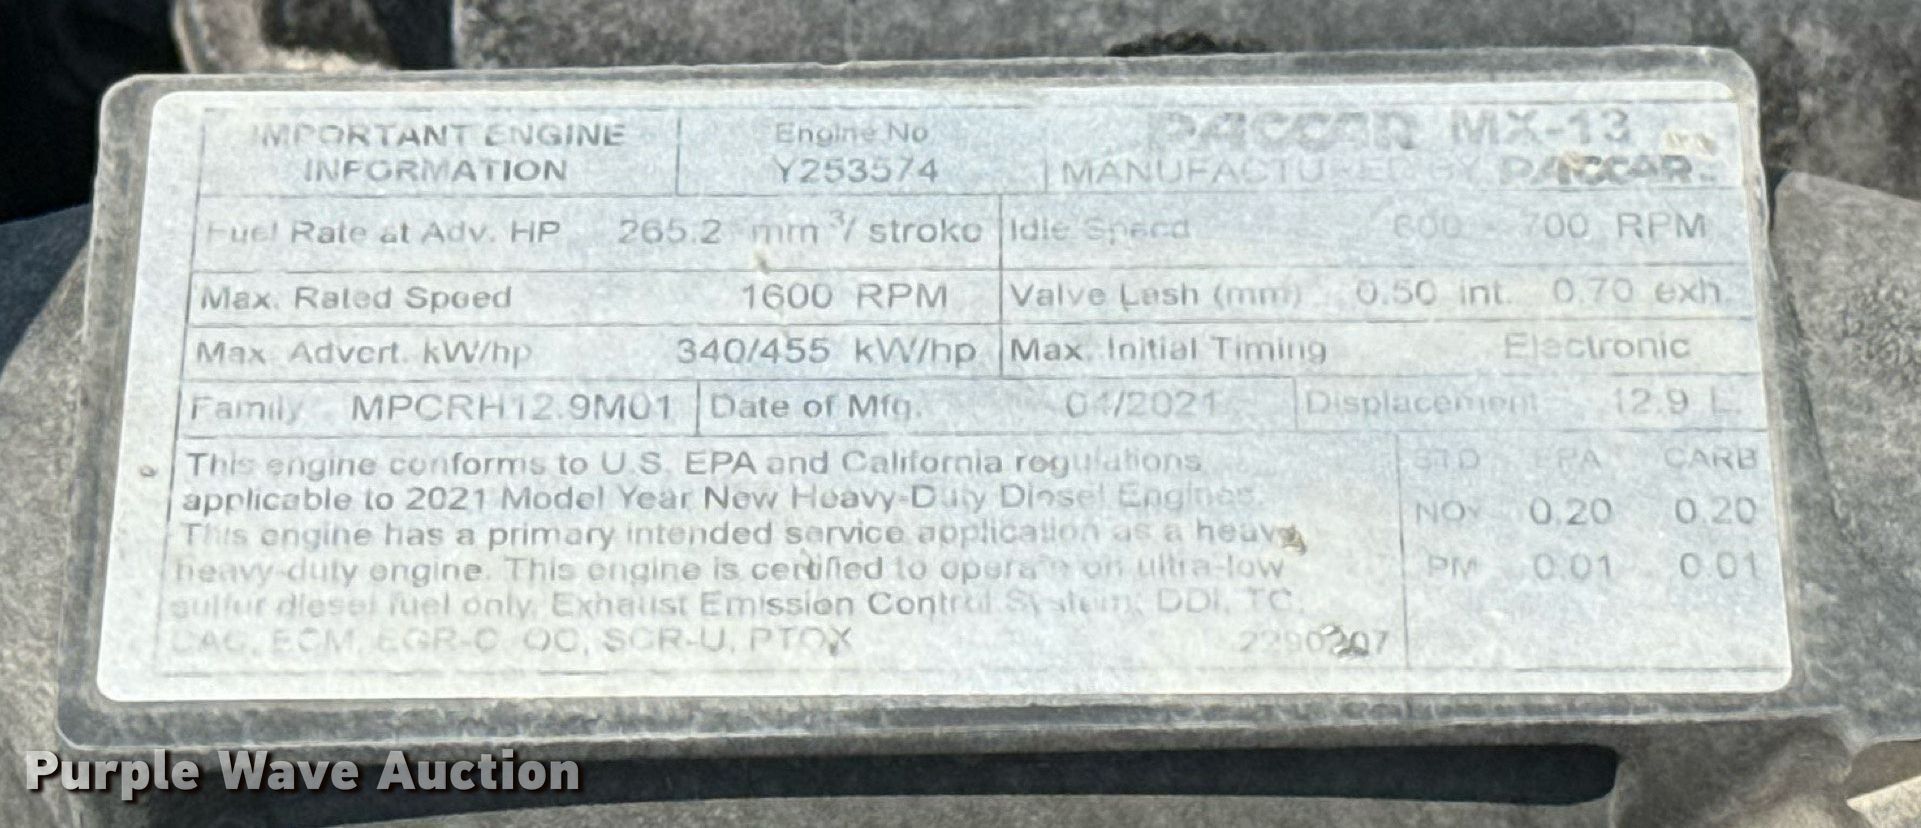 IMPORTANT ENGINE
INFORMATION
Engine No
Y253574
PACCAR MX-13
MANUFACTURED BY PACCAR
Fuel Rate at Adv. HP 265.2 mm³/ stroke
Idle Speed 600 - 700 RPM
Max. Rated Speed 1600 RPM
Valve Lash (mm) 0.50 int. 0.70 exh.
Max. Advert. kW/hp 340/455 kW/hp
Max. Initial Timing Electronic
Family MPCRH12.9M01
Date of Mfg. 04/2021
Displacement 12.9 L.
This engine conforms to U.S. EPA and California regulations
applicable to 2021 Model Year New Heavy-Duty Diesel Engines.
This engine has a primary intended service application as a heavy
heavy-duty engine. This engine is certified to operate on ultra-low
sulfur diesel fuel only. Exhaust Emission Control System: DDI, TC,
CAC, ECM, EGR-C, OC, SCR-U, PTOX
STD EPA CARB
NOx 0.20 0.20
PM 0.01 0.01
Purple Wave Auction